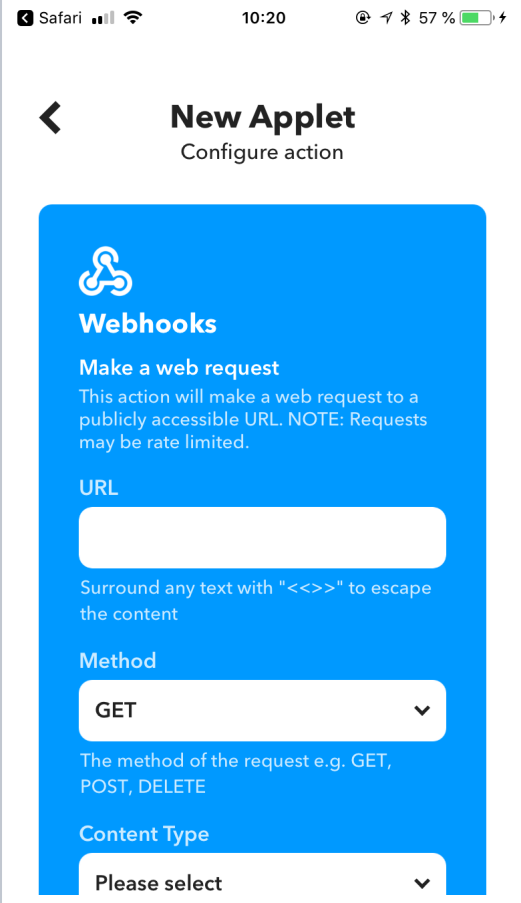 Safari 10:20 57 %
New Applet
Configure action
Webhooks
Make a web request
This action will make a web request to a
publicly accessible URL. NOTE: Requests
may be rate limited.
URL
Surround any text with "<<>>" to escape
the content
Method
GET
The method of the request e.g. GET,
POST, DELETE
Content Type
Please select